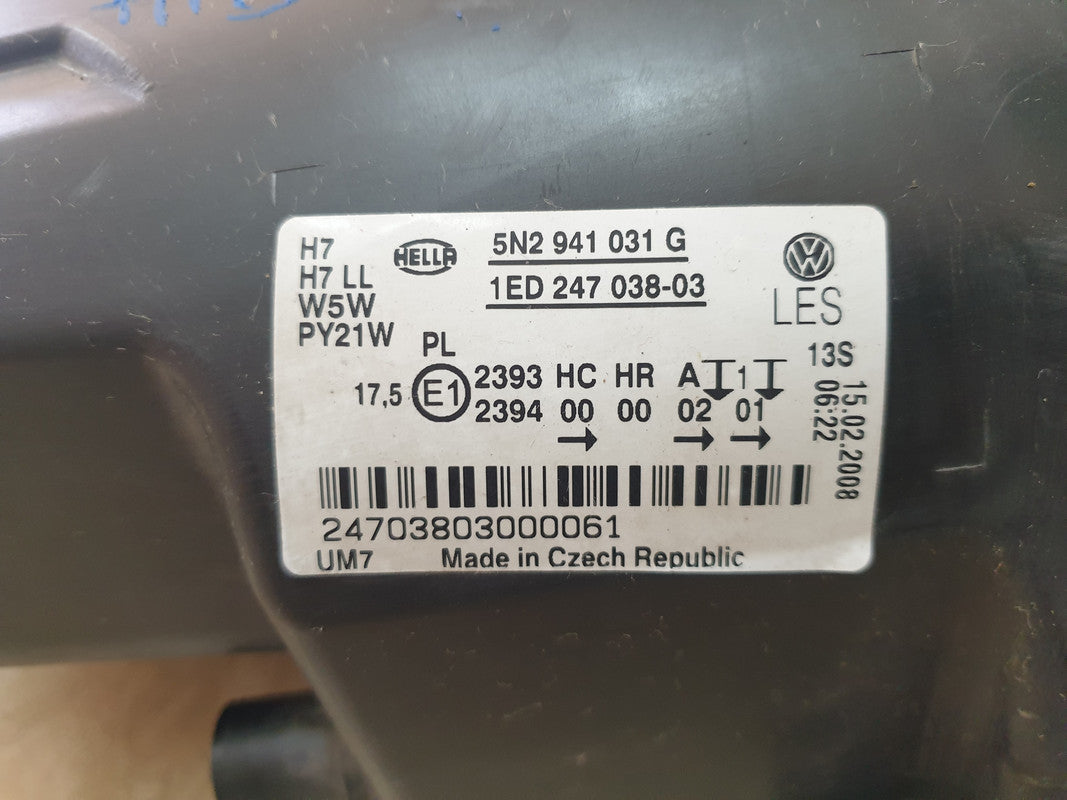 H7
H7 LL
W5W
PY21W
HELLA
5N2 941 031 G
1ED 247 038-03
VW
LES
PL
17,5 E1 2393 HC HR A 1
2394 00 00 02 01
13S 15.02.2008
06:22
24703803000061
UM7 Made in Czech Republic